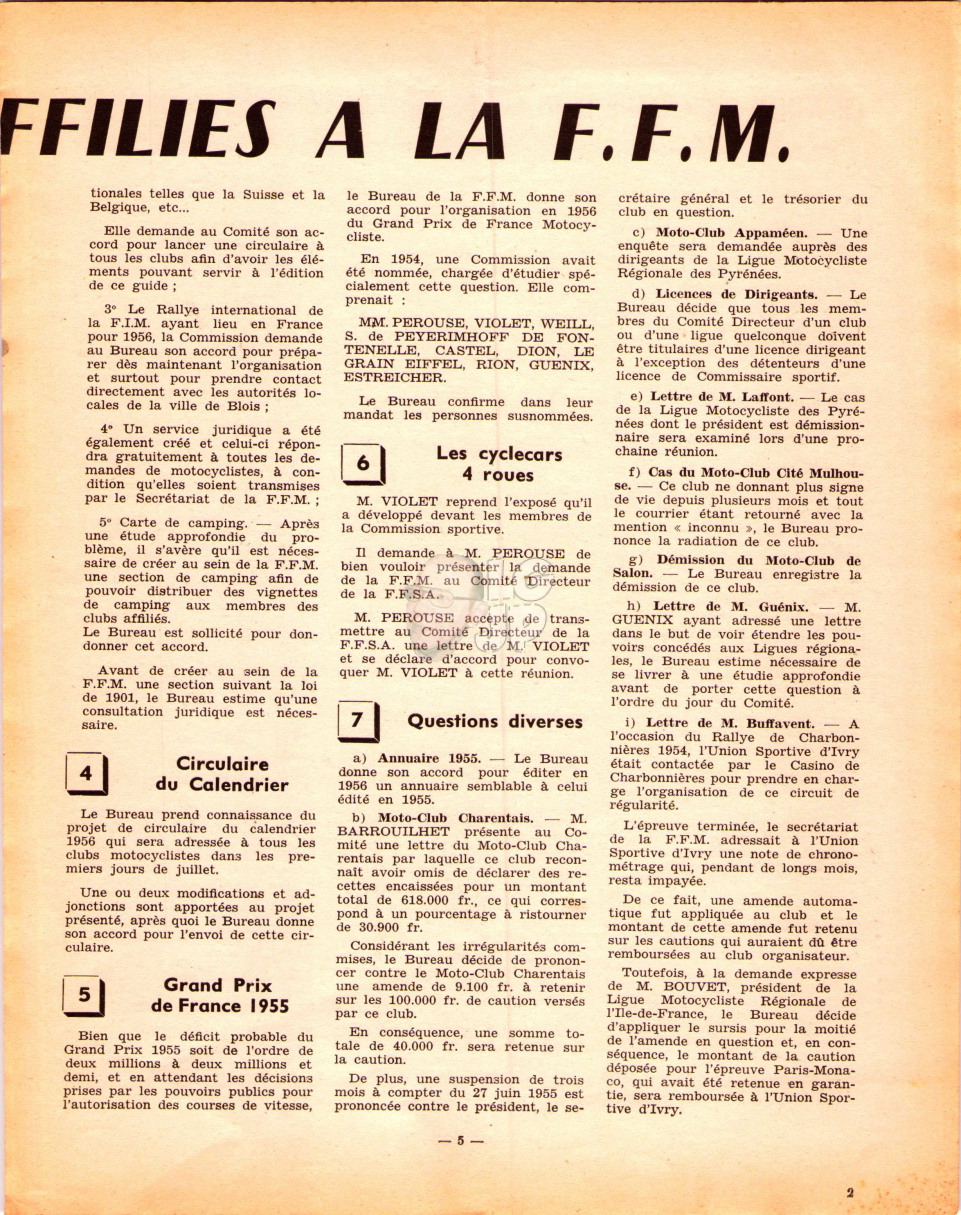 FFILIES A LA F.F.M.
tionales telles que la Suisse et la
Belgique, etc...
Elle demande au Comité son ac-
cord pour lancer une circulaire à
tous les clubs afin d'avoir les élé-
ments pouvant servir à l'édition
de ce guide ;
3° Le Rallye international de
la F.I.M. ayant lieu en France
pour 1956, la Commission demande
au Bureau son accord pour prépa-
rer dès maintenant l'organisation
et surtout pour prendre contact
directement avec les autorités lo-
cales de la ville de Blois ;
4° Un service juridique a été
également créé et celui-ci répon-
dra gratuitement à toutes les de-
mandes de motocyclistes, à con-
dition qu'elles soient transmises
par le Secrétariat de la F.F.M. ;
5° Carte de camping. — Après
une étude approfondie du pro-
blème, il s'avère qu'il est néces-
saire de créer au sein de la F.F.M.
une section de camping afin de
pouvoir distribuer des vignettes
de camping aux membres des
clubs affiliés.
Le Bureau est sollicité pour don-
donner cet accord.
Avant de créer au sein de la
F.F.M. une section suivant la loi
de 1901, le Bureau estime qu'une
consultation juridique est néces-
saire.
4
Circulaire
du Calendrier
Le Bureau prend connaissance du
projet de circulaire du calendrier
1956 qui sera adressée à tous les
clubs motocyclistes dans les pre-
miers jours de juillet.
Une ou deux modifications et ad-
jonctions sont apportées au projet
présenté, après quoi le Bureau donne
son accord pour l'envoi de cette cir-
culaire.
5
Grand Prix
de France 1955
Bien que le déficit probable du
Grand Prix 1955 soit de l'ordre de
deux millions à deux millions et
demi, et en attendant les décisions
prises par les pouvoirs publics pour
l'autorisation des courses de vitesse,
le Bureau de la F.F.M. donne son
accord pour l'organisation en 1956
du Grand Prix de France Motocy-
cliste.
En 1954, une Commission avait
été nommée, chargée d'étudier spé-
cialement cette question. Elle com-
prenait :
MM. PEROUSE, VIOLET, WEILL,
S. de PEYERIMHOFF DE FON-
TENELLE, CASTEL, DION, LE
GRAIN EIFFEL, RION, GUENIX,
ESTREICHER.
Le Bureau confirme dans leur
mandat les personnes susnommées.
6
Les cyclecars
4 roues
M. VIOLET reprend l'exposé qu'il
a développé devant les membres de
la Commission sportive.
Il demande à M. PEROUSE de
bien vouloir présenter la demande
de la F.F.M. au Comité Directeur
de la F.F.S.A.
M. PEROUSE accepte de trans-
mettre au Comité Directeur de la
F.F.S.A. une lettre de M. VIOLET
et se déclare d'accord pour convo-
quer M. VIOLET à cette réunion.
7
Questions diverses
a) Annuaire 1955. — Le Bureau
donne son accord pour éditer en
1956 un annuaire semblable à celui
édité en 1955.
b) Moto-Club Charentais. — M.
BARROUILHET présente au Co-
mité une lettre du Moto-Club Cha-
rentais par laquelle ce club recon-
naît avoir omis de déclarer des re-
cettes encaissées pour un montant
total de 618.000 fr., ce qui corres-
pond à un pourcentage à ristourner
de 30.900 fr.
Considérant les irrégularités com-
mises, le Bureau décide de pronon-
cer contre le Moto-Club Charentais
une amende de 9.100 fr. à retenir
sur les 100.000 fr. de caution versés
par ce club.
En conséquence, une somme to-
tale de 40.000 fr. sera retenue sur
la caution.
De plus, une suspension de trois
mois à compter du 27 juin 1955 est
prononcée contre le président, le se-
crétaire général et le trésorier du
club en question.
c) Moto-Club Appaméen. — Une
enquête sera demandée auprès des
dirigeants de la Ligue Motocycliste
Régionale des Pyrénées.
d) Licences de Dirigeants. — Le
Bureau décide que tous les mem-
bres du Comité Directeur d'un club
ou d'une ligue quelconque doivent
être titulaires d'une licence dirigeant
à l'exception des détenteurs d'une
licence de Commissaire sportif.
e) Lettre de M. Laffont. — Le cas
de la Ligue Motocycliste des Pyré-
nées dont le président est démission-
naire sera examiné lors d'une pro-
chaine réunion.
f) Cas du Moto-Club Cité Mulhou-
se. — Ce club ne donnant plus signe
de vie depuis plusieurs mois et tout
le courrier étant retourné avec la
mention « inconnu », le Bureau pro-
nonce la radiation de ce club.
g) Démission du Moto-Club de
Salon. — Le Bureau enregistre la
démission de ce club.
h) Lettre de M. Guénix. — M.
GUENIX ayant adressé une lettre
dans le but de voir étendre les pou-
voirs concédés aux Ligues régiona-
les, le Bureau estime nécessaire de
se livrer à une étudie approfondie
avant de porter cette question à
l'ordre du jour du Comité.
i) Lettre de M. Buffavent. — A
l'occasion du Rallye de Charbon-
nières 1954, l'Union Sportive d'Ivry
était contactée par le Casino de
Charbonnières pour prendre en char-
ge l'organisation de ce circuit de
régularité.
L'épreuve terminée, le secrétariat
de la F.F.M. adressait à l'Union
Sportive d'Ivry une note de chrono-
métrage qui, pendant de longs mois,
resta impayée.
De ce fait, une amende automa-
tique fut appliquée au club et le
montant de cette amende fut retenu
sur les cautions qui auraient dû être
remboursées au club organisateur.
Toutefois, à la demande expresse
de M. BOUVET, président de la
Ligue Motocycliste Régionale de
l'Ile-de-France, le Bureau décide
d'appliquer le sursis pour la moitié
de l'amende en question et, en con-
séquence, le montant de la caution
déposée pour l'épreuve Paris-Mona-
co, qui avait été retenue en garan-
tie, sera remboursée à l'Union Spor-
tive d'Ivry.
— 5 —
2